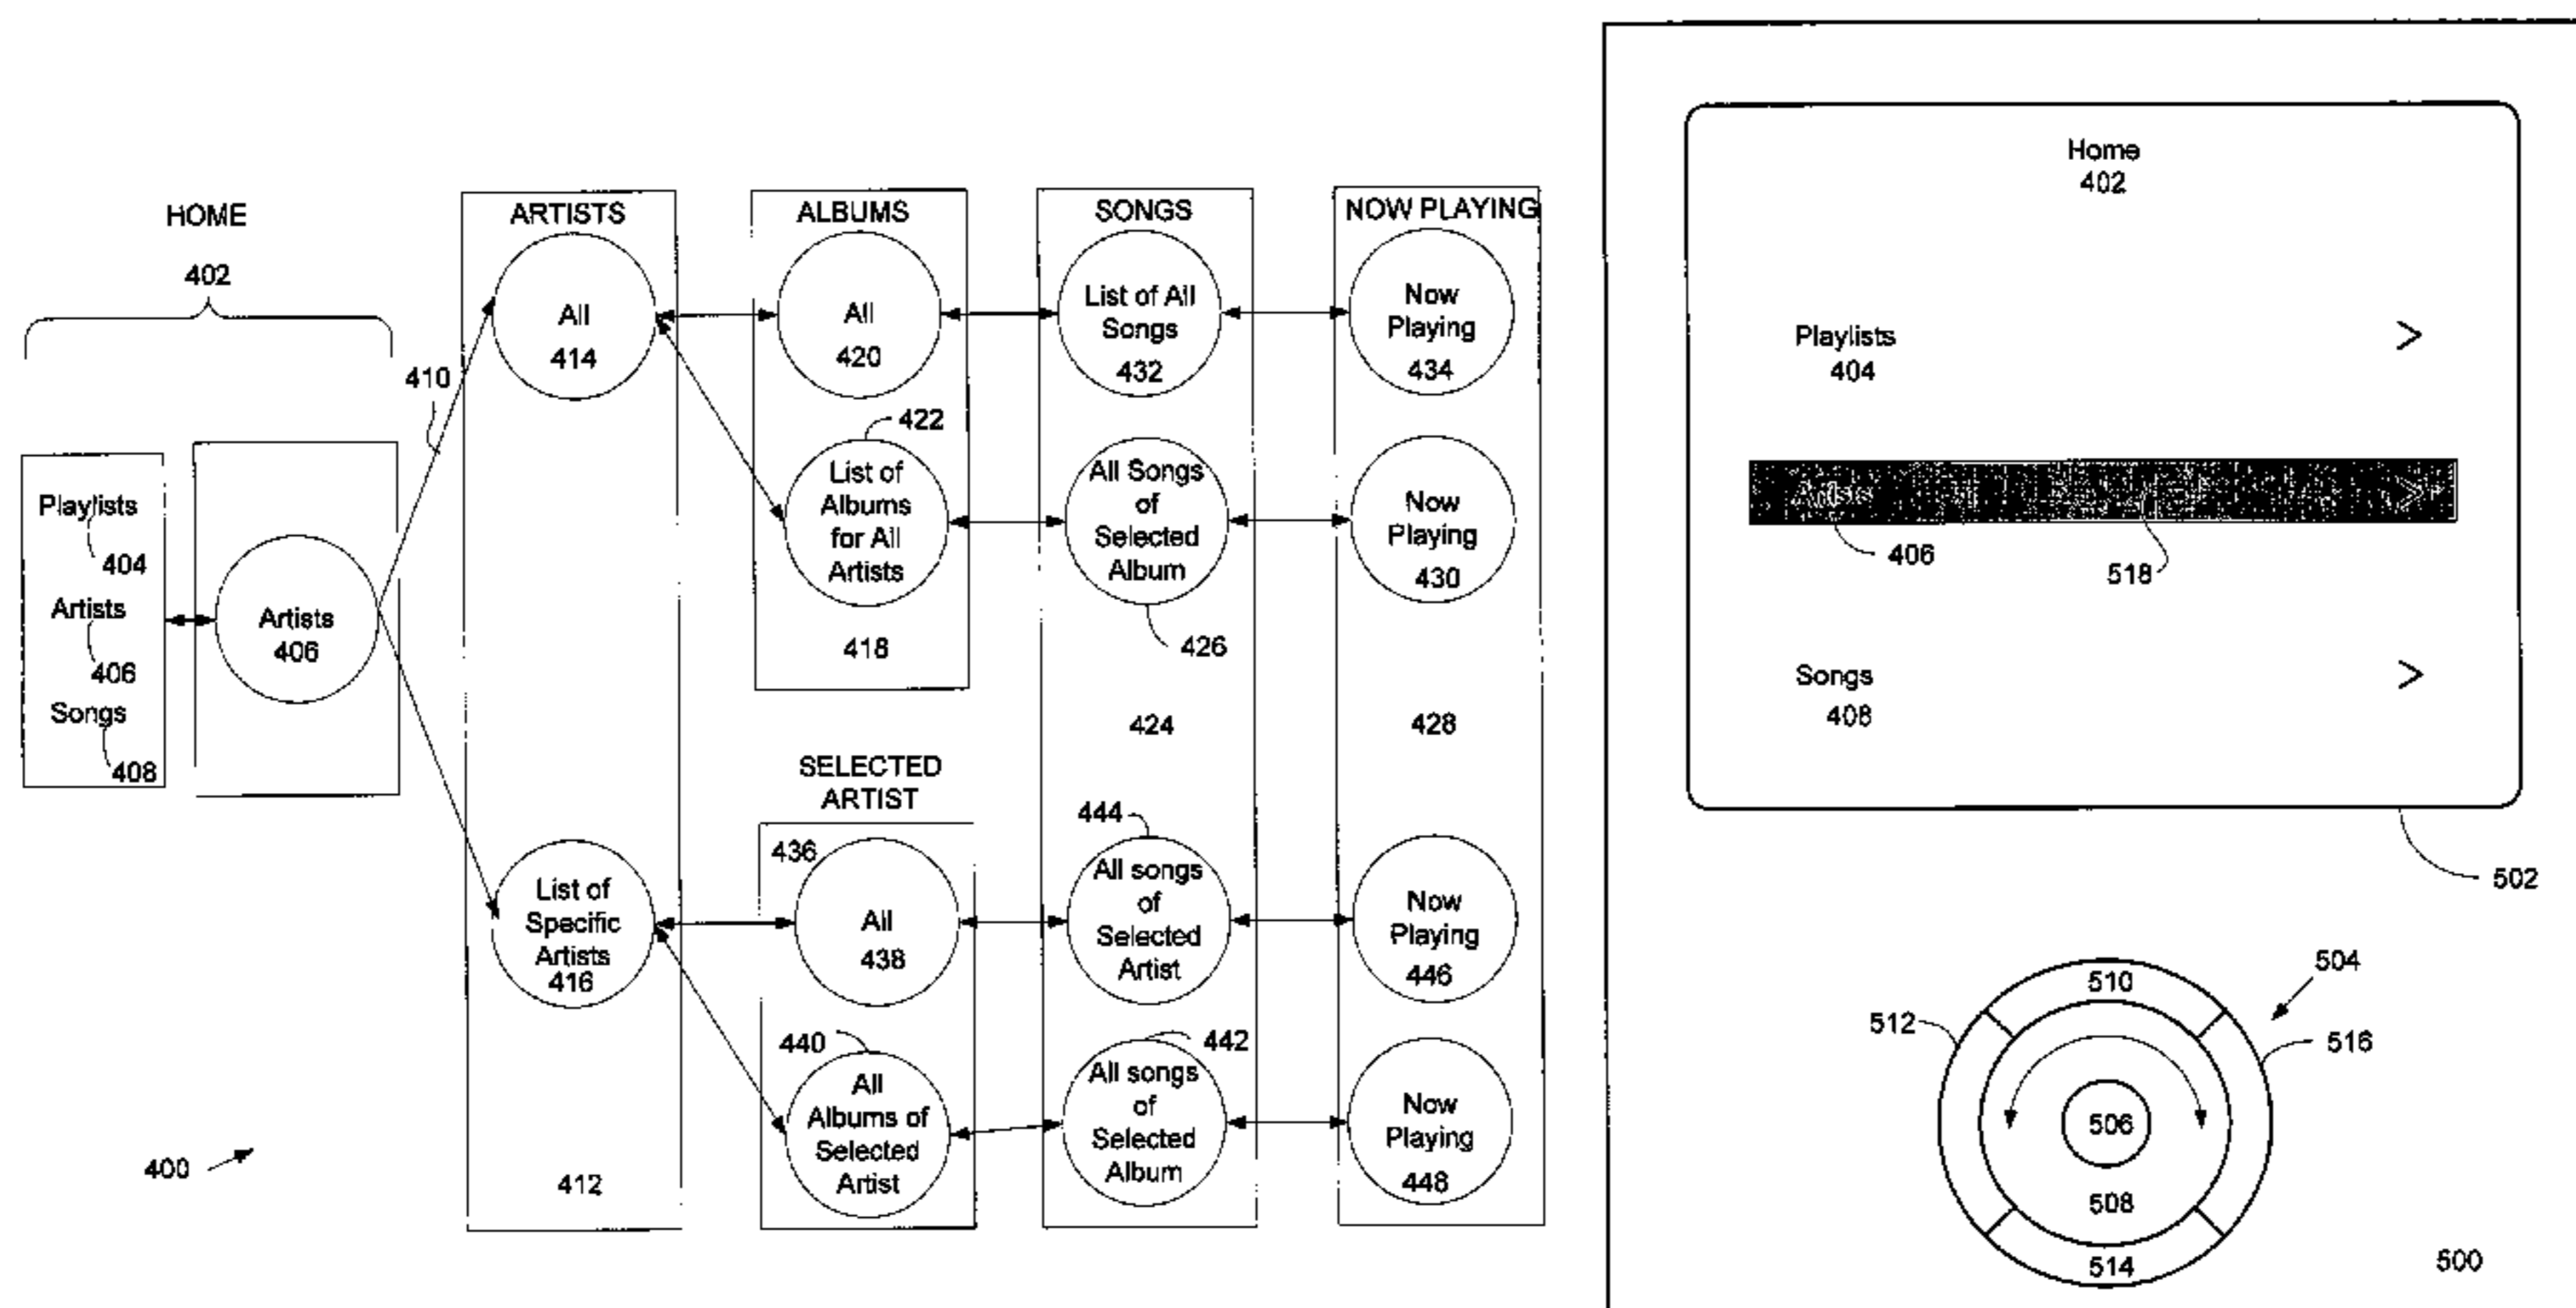 HOME
402
Playlists
404
Artists
406
Songs
408
Artists
406
410
400
ARTISTS
All
414
List of
Specific
Artists
416
412
ALBUMS
All
420
422
List of
Albums
for All
Artists
418
SELECTED
ARTIST
436
All
438
440
All
Albums of
Selected
Artist
SONGS
List of All
Songs
432
All Songs
of
Selected
Album
426
424
444
All songs
of
Selected
Artist
442
All songs
of
Selected
Album
NOW PLAYING
Now
Playing
434
Now
Playing
430
428
Now
Playing
446
Now
Playing
448
Home
402
Playlists >
404
Artists >
406
518
Songs >
408
502
504
510
512
516
506
508
514
500